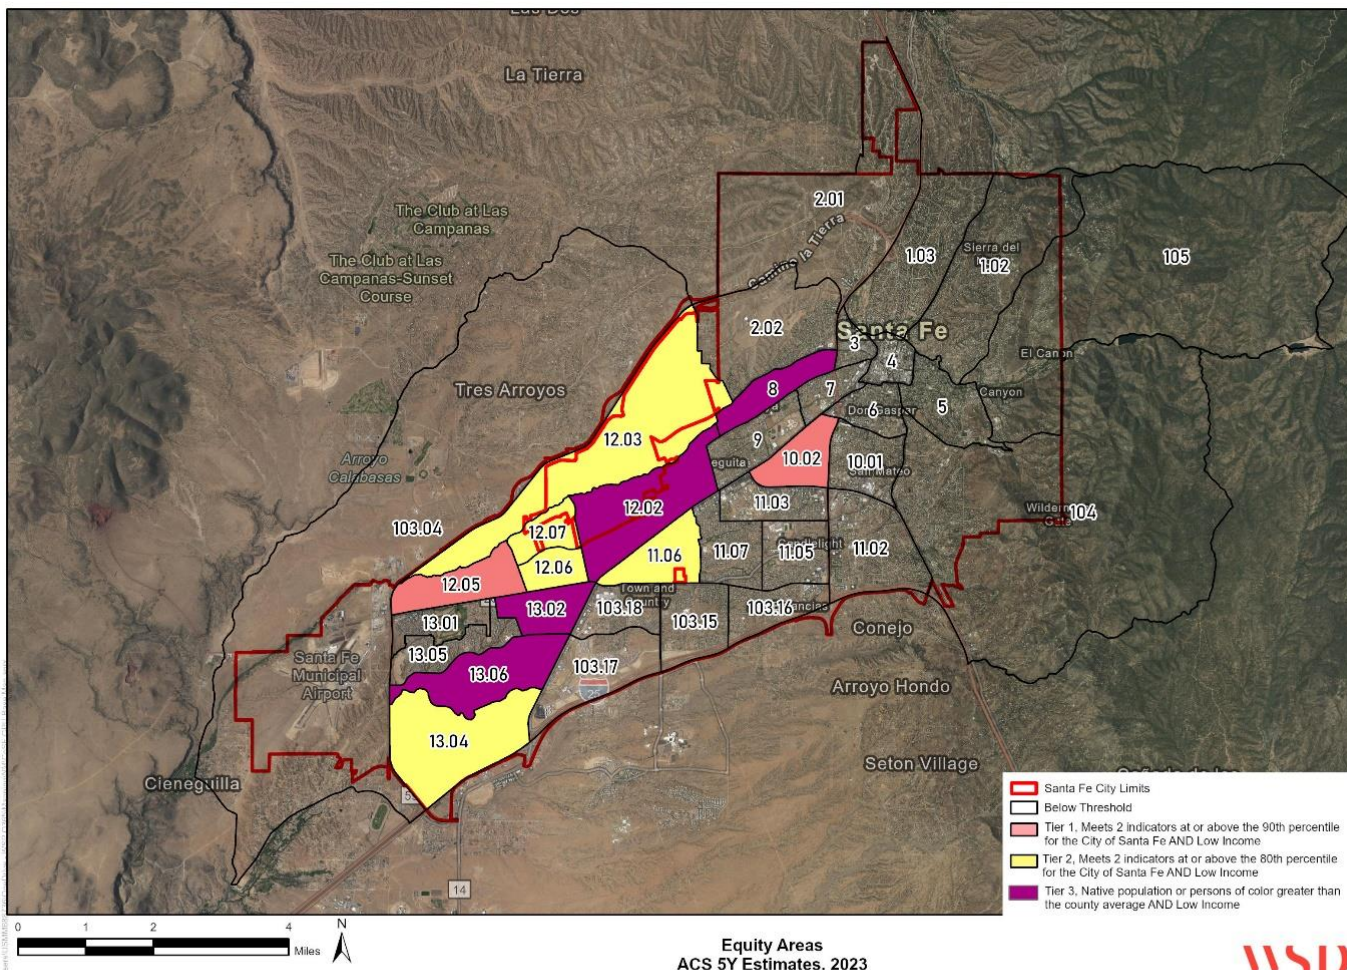 La Tierra
The Club at Las
Campanas
The Club at Las
Campanas-Sunset
Course
2.01
Camino la Tierra
1.03
Sierra del
1.02
105
2.02
Santa Fe
3
4
El Canon
Tres Arroyos
8
7
Canyon
Don Gaspar
6
5
12.03
9
10.02
10.01
San Mateo
Arroyo
Calabasas
12.02
11.03
104
103.04
12.07
11.06
11.07
11.05
11.02
12.06
12.05
Town and
Country
13.02
103.18
103.15
103.16
13.01
Conejo
13.05
Santa Fe
Municipal
Airport
13.06
103.17
25
Arroyo Hondo
13.04
Seton Village
Cieneguilla
14
Santa Fe City Limits
Below Threshold
Tier 1, Meets 2 indicators at or above the 90th percentile
for the City of Santa Fe AND Low Income
Tier 2, Meets 2 indicators at or above the 80th percentile
for the City of Santa Fe AND Low Income
Tier 3, Native population or persons of color greater than
the county average AND Low Income
0 1 2 4
Miles
N
Equity Areas
ACS 5Y Estimates, 2023
WSP